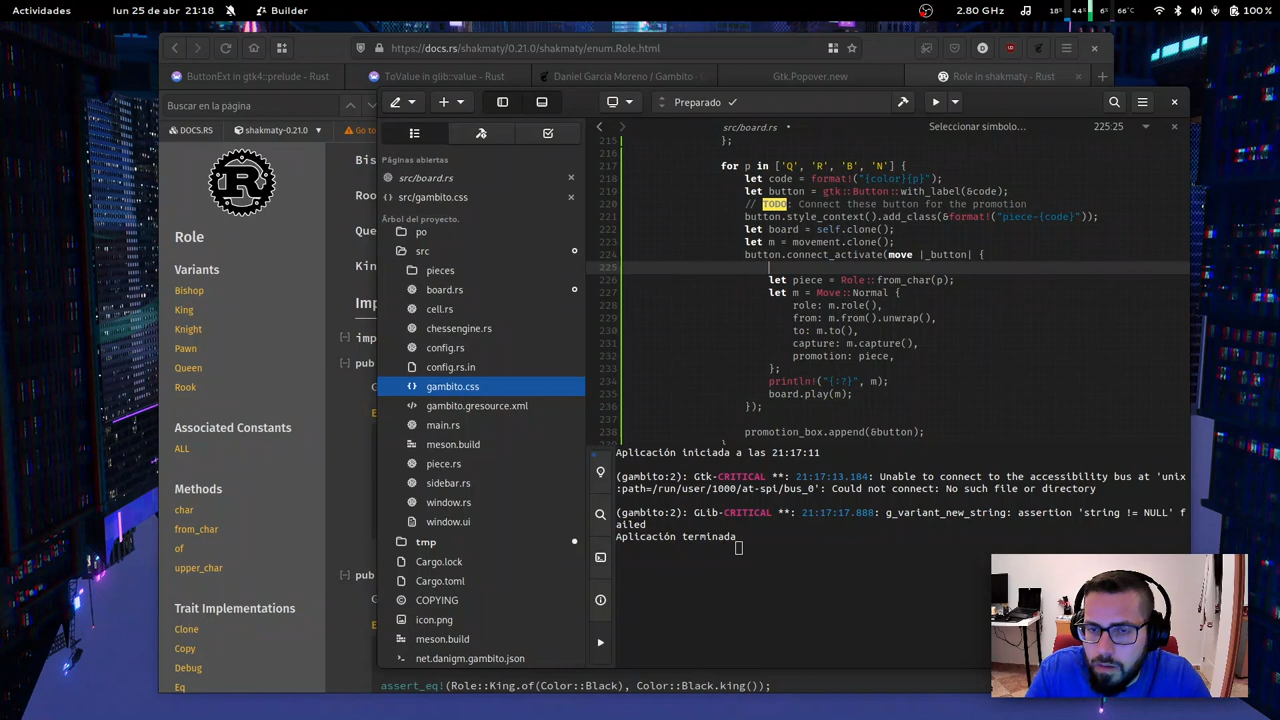 Actividades
lun 25 de abr 21:18
Builder
2.80 GHz
18%
44%
6%
66°C
100 %
https://docs.rs/shakmaty/0.21.0/shakmaty/enum.Role.html
ButtonExt in gtk4::prelude - Rust
ToValue in glib::value - Rust
Daniel Garcia Moreno / Gambito · G
Gtk.Popover.new
Role in shakmaty - Rust
Buscar en la página
DOCS.RS
shakmaty-0.21.0
Go to
Role
Variants
Bishop
King
Knight
Pawn
Queen
Rook
Associated Constants
ALL
Methods
char
from_char
of
upper_char
Trait Implementations
Clone
Copy
Debug
Eq
Bis
Roo
Que
Kin
Imp
[-] imp
[-] pub
[-] pub
assert_eq!(Role::King.of(Color::Black), Color::Black.king());
Preparado
Páginas abiertas
src/board.rs
src/gambito.css
Árbol del proyecto.
po
src
pieces
board.rs
cell.rs
chessengine.rs
config.rs
config.rs.in
gambito.css
gambito.gresource.xml
main.rs
meson.build
piece.rs
sidebar.rs
window.rs
window.ui
tmp
Cargo.lock
Cargo.toml
COPYING
icon.png
meson.build
net.danigm.gambito.json
src/board.rs
Seleccionar símbolo...
225:25
215 };
216
217 for p in ['Q', 'R', 'B', 'N'] {
218 let code = format!("{color}{p}");
219 let button = gtk::Button::with_label(&code);
220 // TODO: Connect these button for the promotion
221 button.style_context().add_class(&format!("piece-{code}"));
222 let board = self.clone();
223 let m = movement.clone();
224 button.connect_activate(move |_button| {
225
226 let piece = Role::from_char(p);
227 let m = Move::Normal {
228 role: m.role(),
229 from: m.from().unwrap(),
230 to: m.to(),
231 capture: m.capture(),
232 promotion: piece,
233 };
234 println!("{:?}", m);
235 board.play(m);
236 });
237
238 promotion_box.append(&button);
Aplicación iniciada a las 21:17:11
(gambito:2): Gtk-CRITICAL **: 21:17:13.184: Unable to connect to the accessibility bus at 'unix
:path=/run/user/1000/at-spi/bus_0': Could not connect: No such file or directory
(gambito:2): GLib-CRITICAL **: 21:17:17.888: g_variant_new_string: assertion 'string != NULL' f
ailed
Aplicación terminada